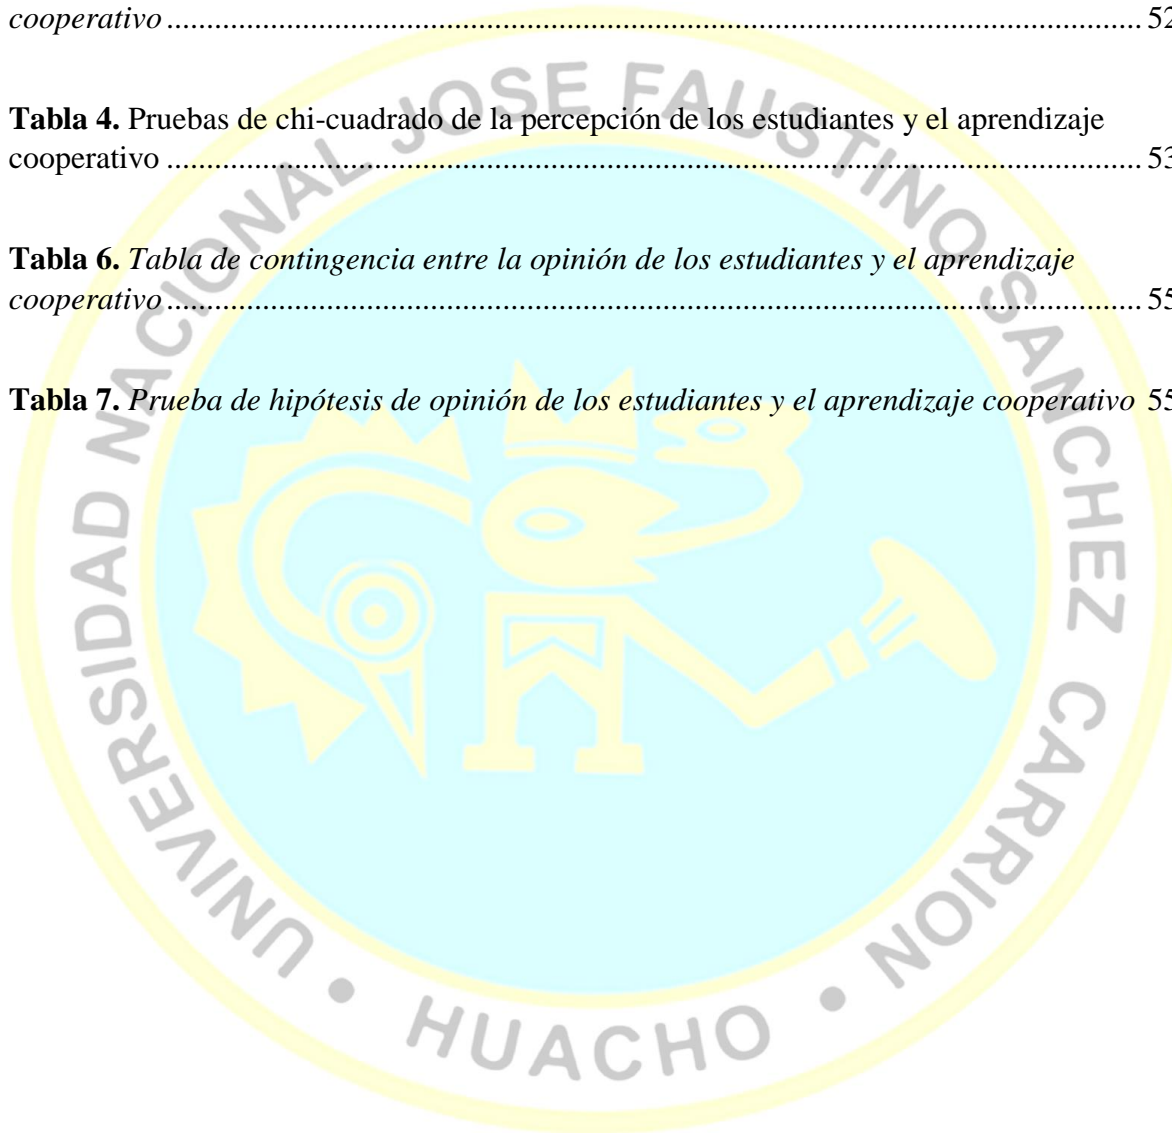 cooperativo ........................................................................................................ 52
Tabla 4. Pruebas de chi-cuadrado de la percepción de los estudiantes y el aprendizaje
cooperativo ........................................................................................................ 53
Tabla 6. Tabla de contingencia entre la opinión de los estudiantes y el aprendizaje
cooperativo ........................................................................................................ 55
Tabla 7. Prueba de hipótesis de opinión de los estudiantes y el aprendizaje cooperativo 55
UNIVERSIDAD NACIONAL JOSE FAUSTINO SANCHEZ CARRION • HUACHO •